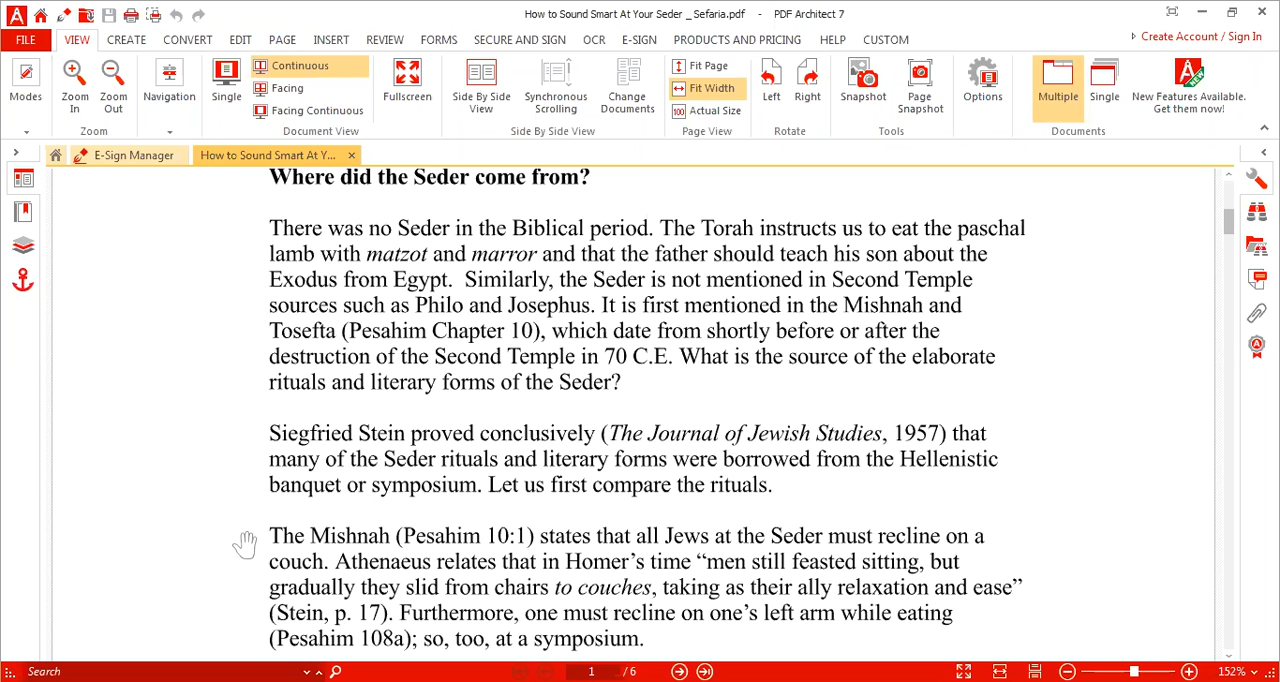 How to Sound Smart At Your Seder _ Sefaria.pdf - PDF Architect 7
FILE VIEW CREATE CONVERT EDIT PAGE INSERT REVIEW FORMS SECURE AND SIGN OCR E-SIGN PRODUCTS AND PRICING HELP CUSTOM Create Account / Sign In
Modes
Zoom In
Zoom Out
Zoom
Navigation
Single
Continuous
Facing
Facing Continuous
Document View
Fullscreen
Side By Side View
Synchronous Scrolling
Change Documents
Side By Side View
Fit Page
Fit Width
Actual Size
Page View
Left
Right
Rotate
Snapshot
Page Snapshot
Tools
Options
Multiple
Single
Documents
New Features Available. Get them now!
NEW
E-Sign Manager
How to Sound Smart At Y...
Where did the Seder come from?
There was no Seder in the Biblical period. The Torah instructs us to eat the paschal
lamb with matzot and marror and that the father should teach his son about the
Exodus from Egypt. Similarly, the Seder is not mentioned in Second Temple
sources such as Philo and Josephus. It is first mentioned in the Mishnah and
Tosefta (Pesahim Chapter 10), which date from shortly before or after the
destruction of the Second Temple in 70 C.E. What is the source of the elaborate
rituals and literary forms of the Seder?
Siegfried Stein proved conclusively (The Journal of Jewish Studies, 1957) that
many of the Seder rituals and literary forms were borrowed from the Hellenistic
banquet or symposium. Let us first compare the rituals.
The Mishnah (Pesahim 10:1) states that all Jews at the Seder must recline on a
couch. Athenaeus relates that in Homer’s time “men still feasted sitting, but
gradually they slid from chairs to couches, taking as their ally relaxation and ease”
(Stein, p. 17). Furthermore, one must recline on one’s left arm while eating
(Pesahim 108a); so, too, at a symposium.
Search
1 / 6
152%